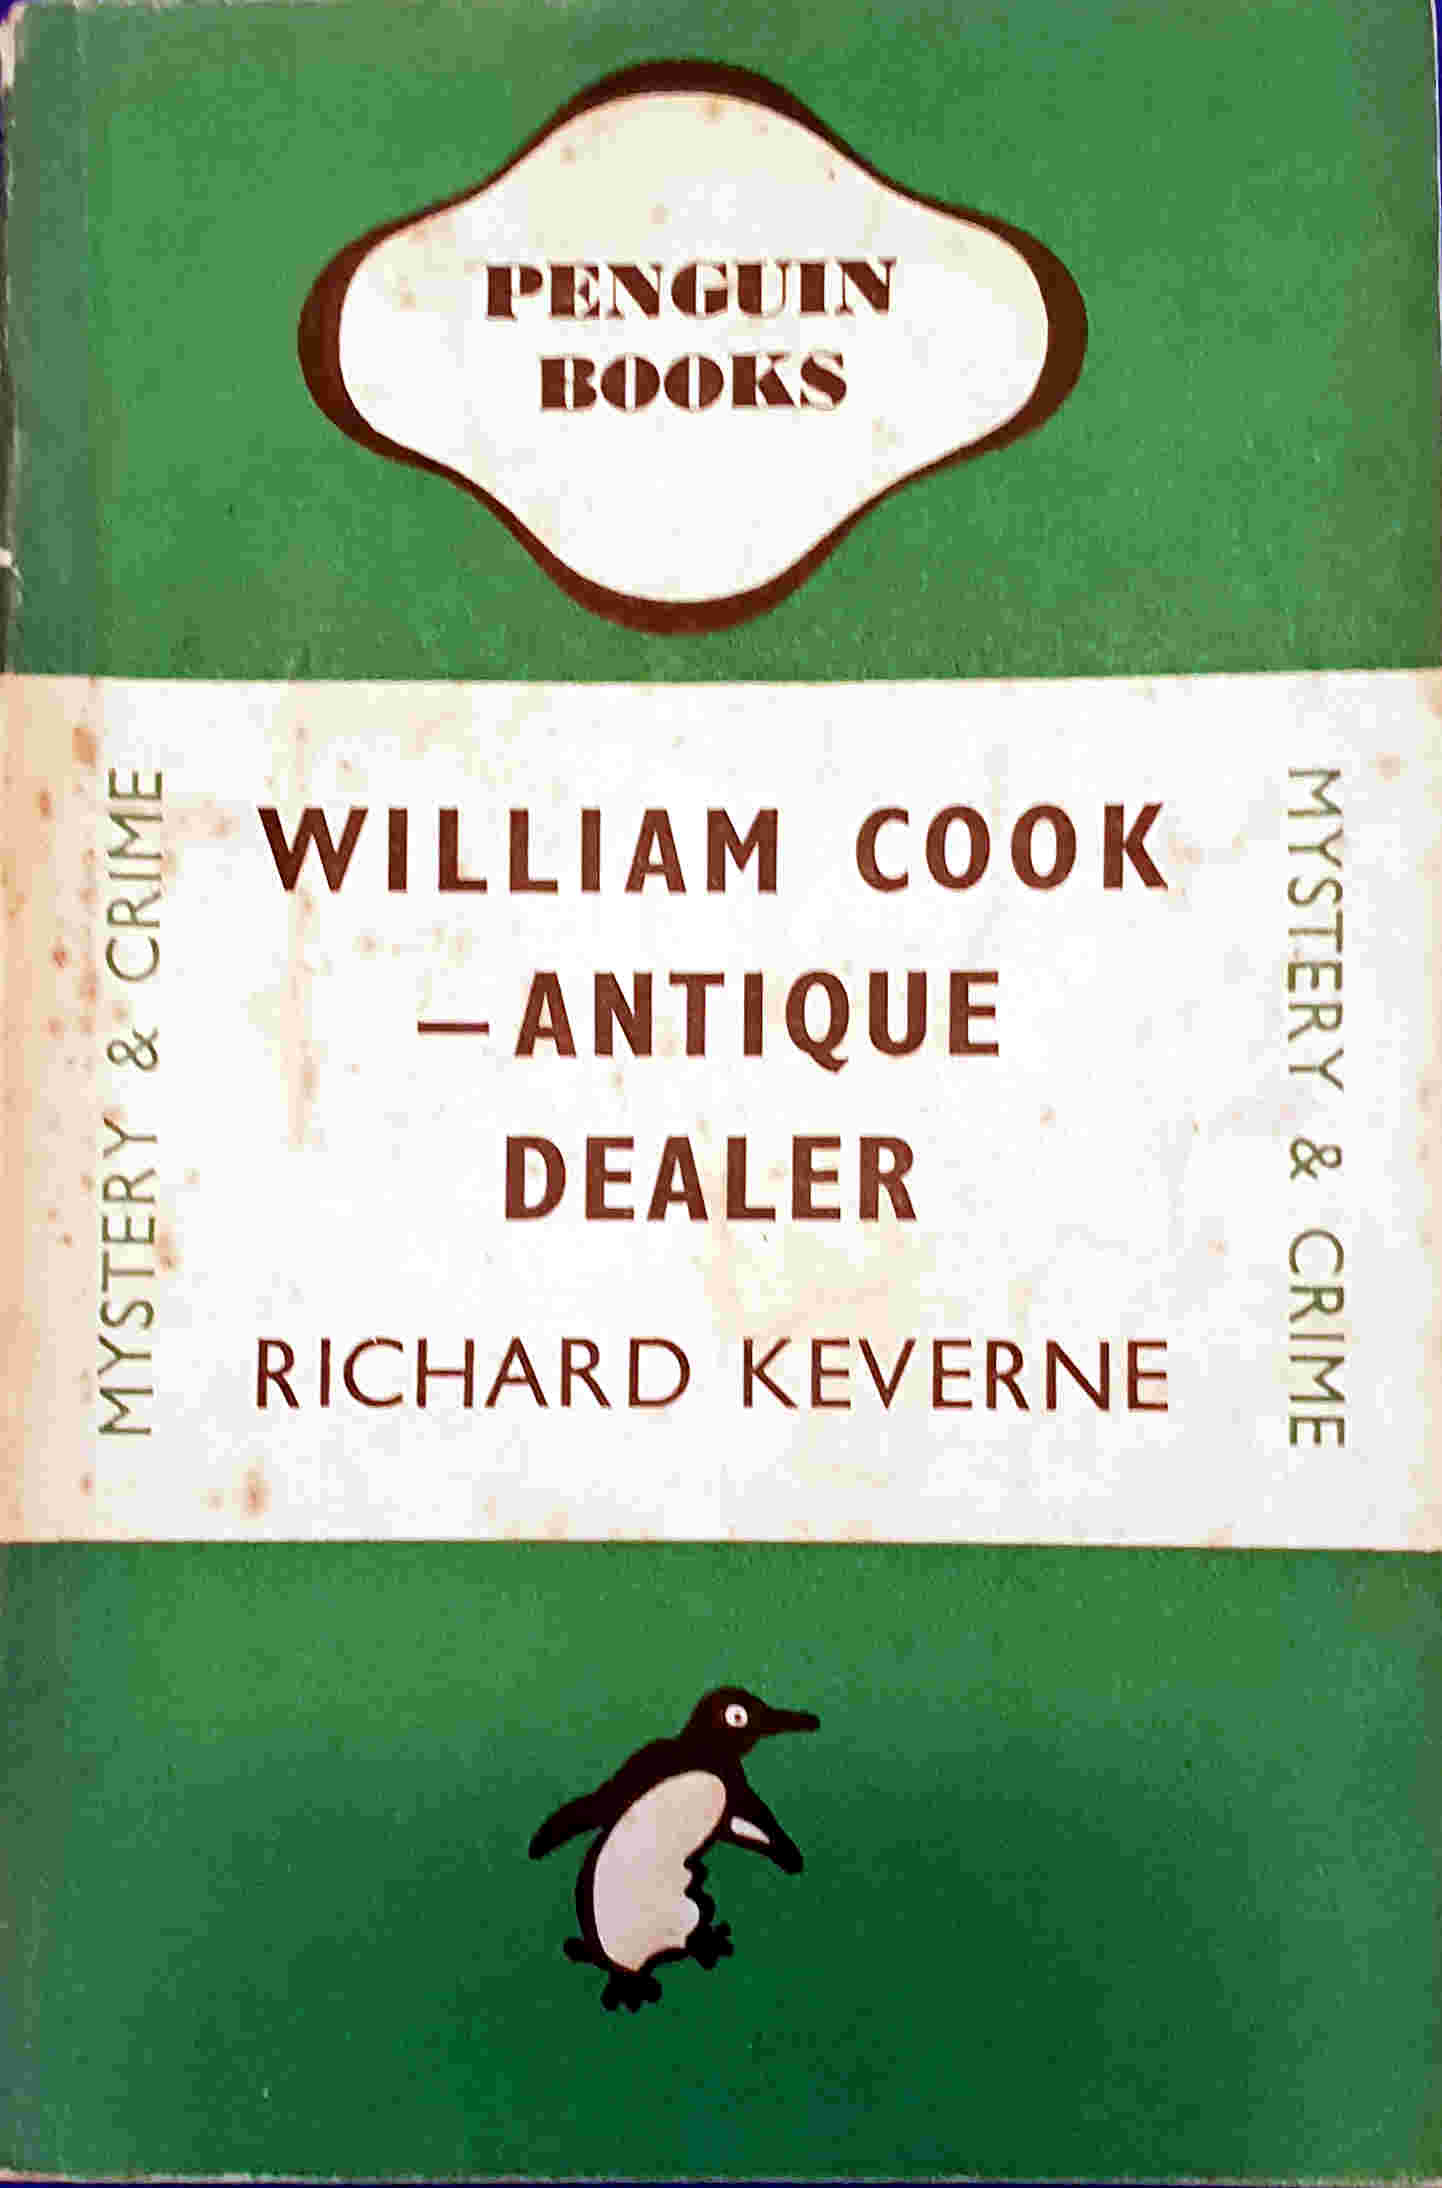 PENGUIN
BOOKS
MYSTERY & CRIME
WILLIAM COOK
—ANTIQUE
DEALER
RICHARD KEVERNE
MYSTERY & CRIME